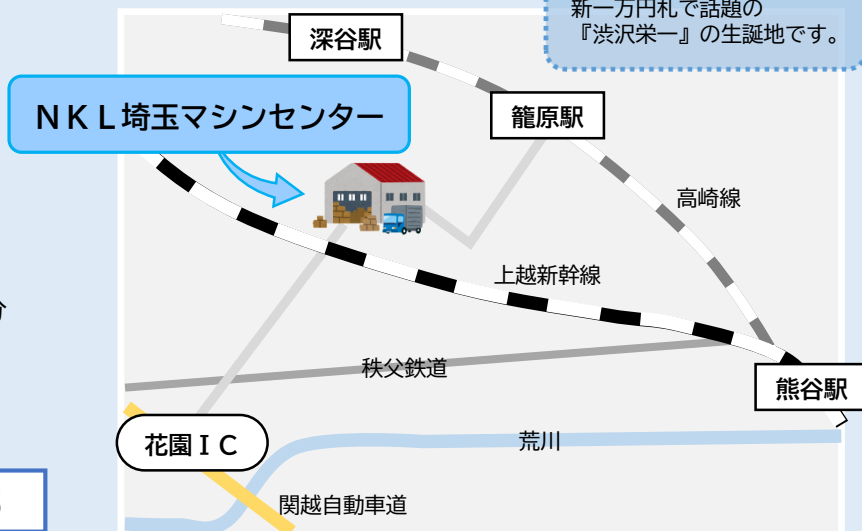 新一万円札で話題の
『渋沢栄一』の生誕地です。
深谷駅
ＮＫＬ埼玉マシンセンター
籠原駅
高崎線
上越新幹線
秩父鉄道
熊谷駅
花園ＩＣ
荒川
関越自動車道